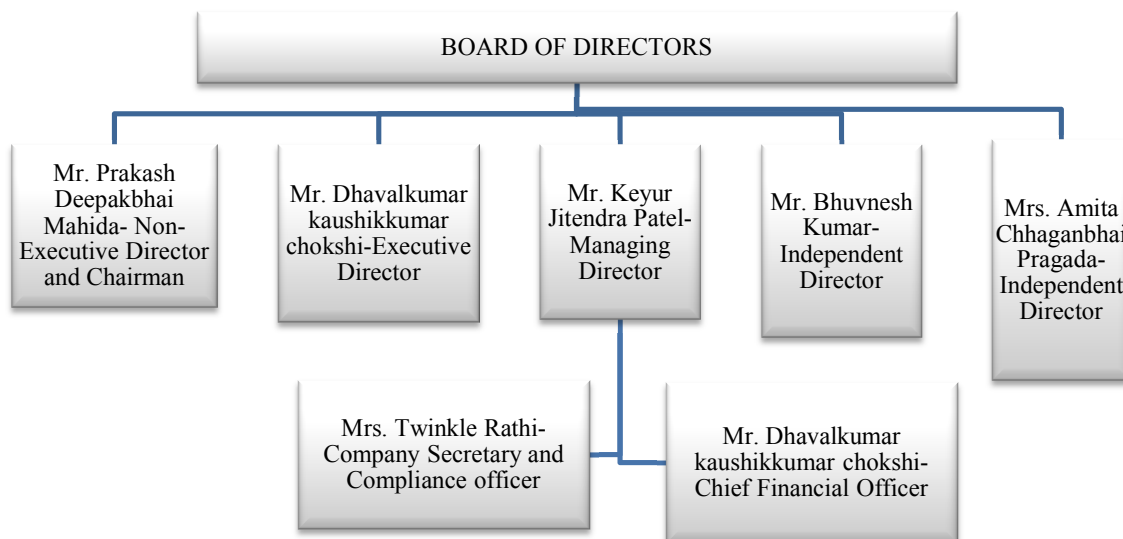 BOARD OF DIRECTORS
Mr. Prakash
Deepakbhai
Mahida- Non-
Executive Director
and Chairman
Mr. Dhavalkumar
kaushikkumar
chokshi-Executive
Director
Mr. Keyur
Jitendra Patel-
Managing
Director
Mr. Bhuvnesh
Kumar-
Independent
Director
Mrs. Amita
Chhaganbhai
Pragada-
Independent
Director
Mrs. Twinkle Rathi-
Company Secretary and
Compliance officer
Mr. Dhavalkumar
kaushikkumar chokshi-
Chief Financial Officer